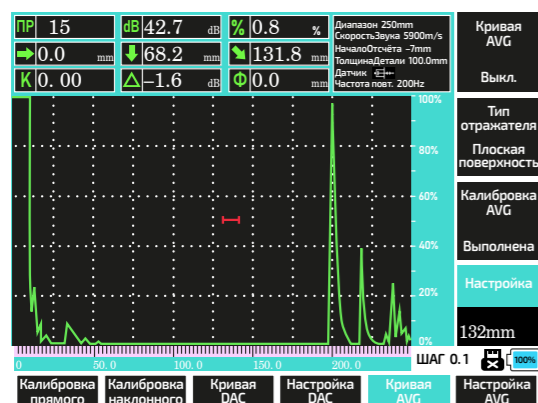 ПР 15 dB 42.7 dB % 0.8 %
0.0 mm 68.2 mm 131.8 mm
K 0.00 △ –1.6 dB Ф 0.0 mm
Диапазон 250mm
СкоростьЗвука 5900m/s
НачалоОтсчёта –7mm
ТолщинаДетали 100.0mm
Датчик
Частота повт. 200Hz
Кривая
AVG
Выкл.
Тип
отражателя
Плоская
поверхность
Калибровка
AVG
Выполнена
Настройка
132mm
100%
80%
60%
40%
20%
0%
0 50.0 100.0 150.0 200.0
ШАГ 0.1 100%
Калибровка
прямого
Калибровка
наклонного
Кривая
DAC
Настройка
DAC
Кривая
AVG
Настройка
AVG